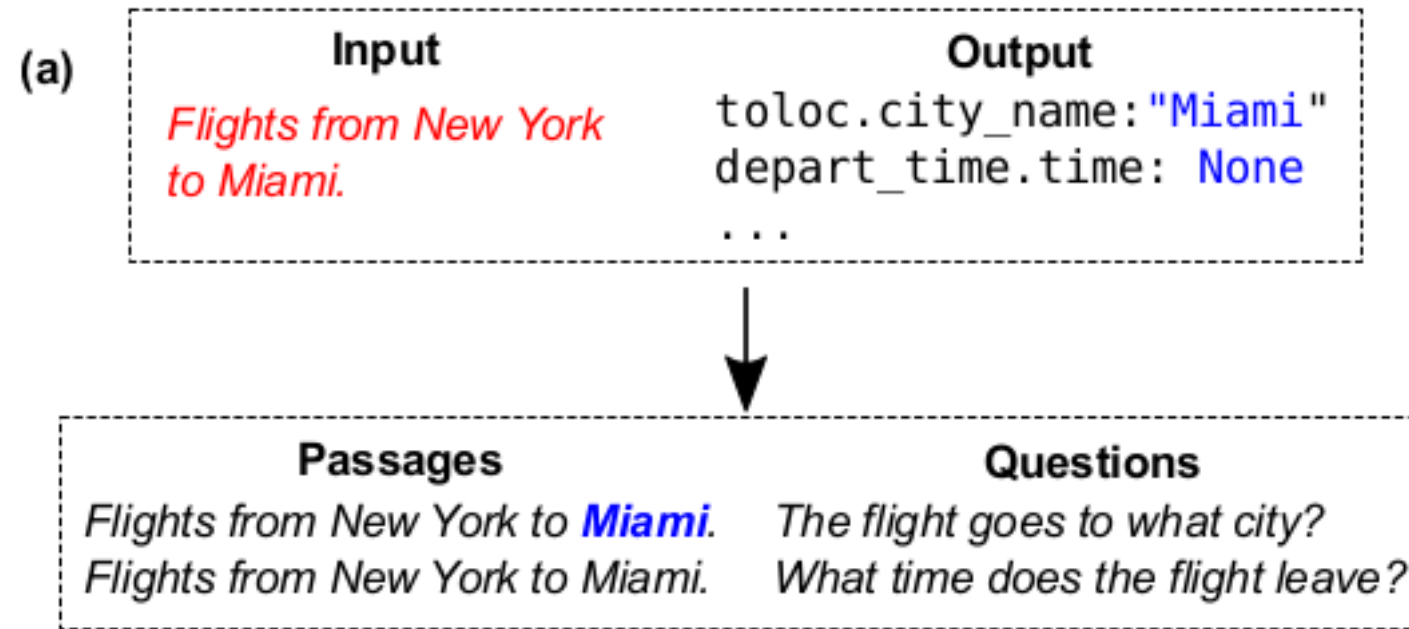 (a)
Input
Flights from New York
to Miami.
Output
toloc.city_name:"Miami"
depart_time.time: None
...
Passages
Flights from New York to Miami.
Flights from New York to Miami.
Questions
The flight goes to what city?
What time does the flight leave?